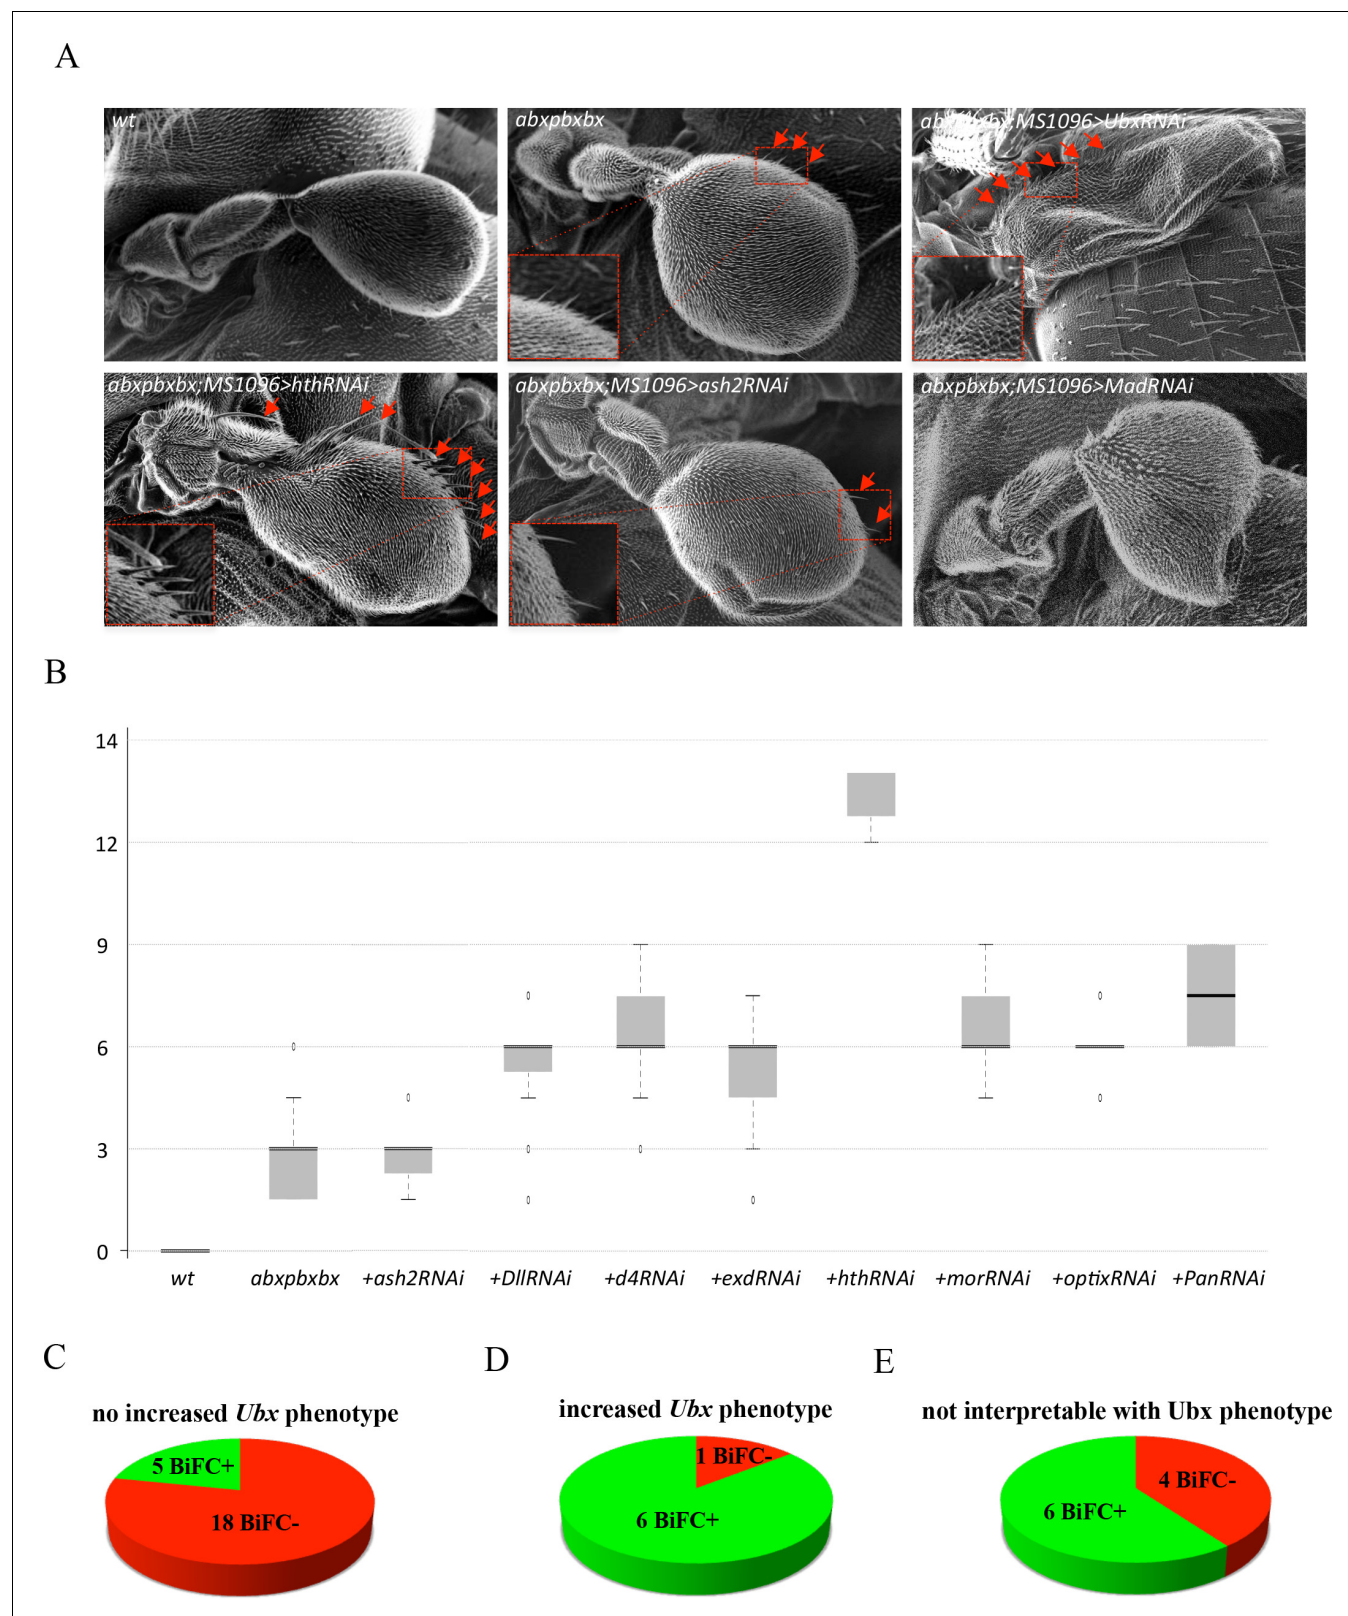 A
wt
abxpbxbx
abxpbxbx;MS1096>UbxRNAi
abxpbxbx;MS1096>hthRNAi
abxpbxbx;MS1096>ash2RNAi
abxpbxbx;MS1096>MadRNAi
B
14
12
9
6
3
0
wt abxpbxbx +ash2RNAi +DllRNAi +d4RNAi +exdRNAi +hthRNAi +morRNAi +optixRNAi +PanRNAi
C
no increased Ubx phenotype
5 BiFC+
18 BiFC-
D
increased Ubx phenotype
1 BiFC-
6 BiFC+
E
not interpretable with Ubx phenotype
4 BiFC-
6 BiFC+